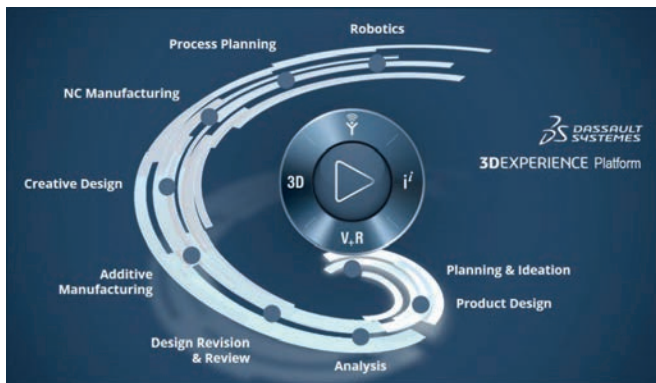 Robotics
Process Planning
NC Manufacturing
DASSAULT
SYSTEMES
3DEXPERIENCE Platform
3D
i
V+R
Creative Design
Planning & Ideation
Additive
Manufacturing
Product Design
Design Revision
& Review
Analysis